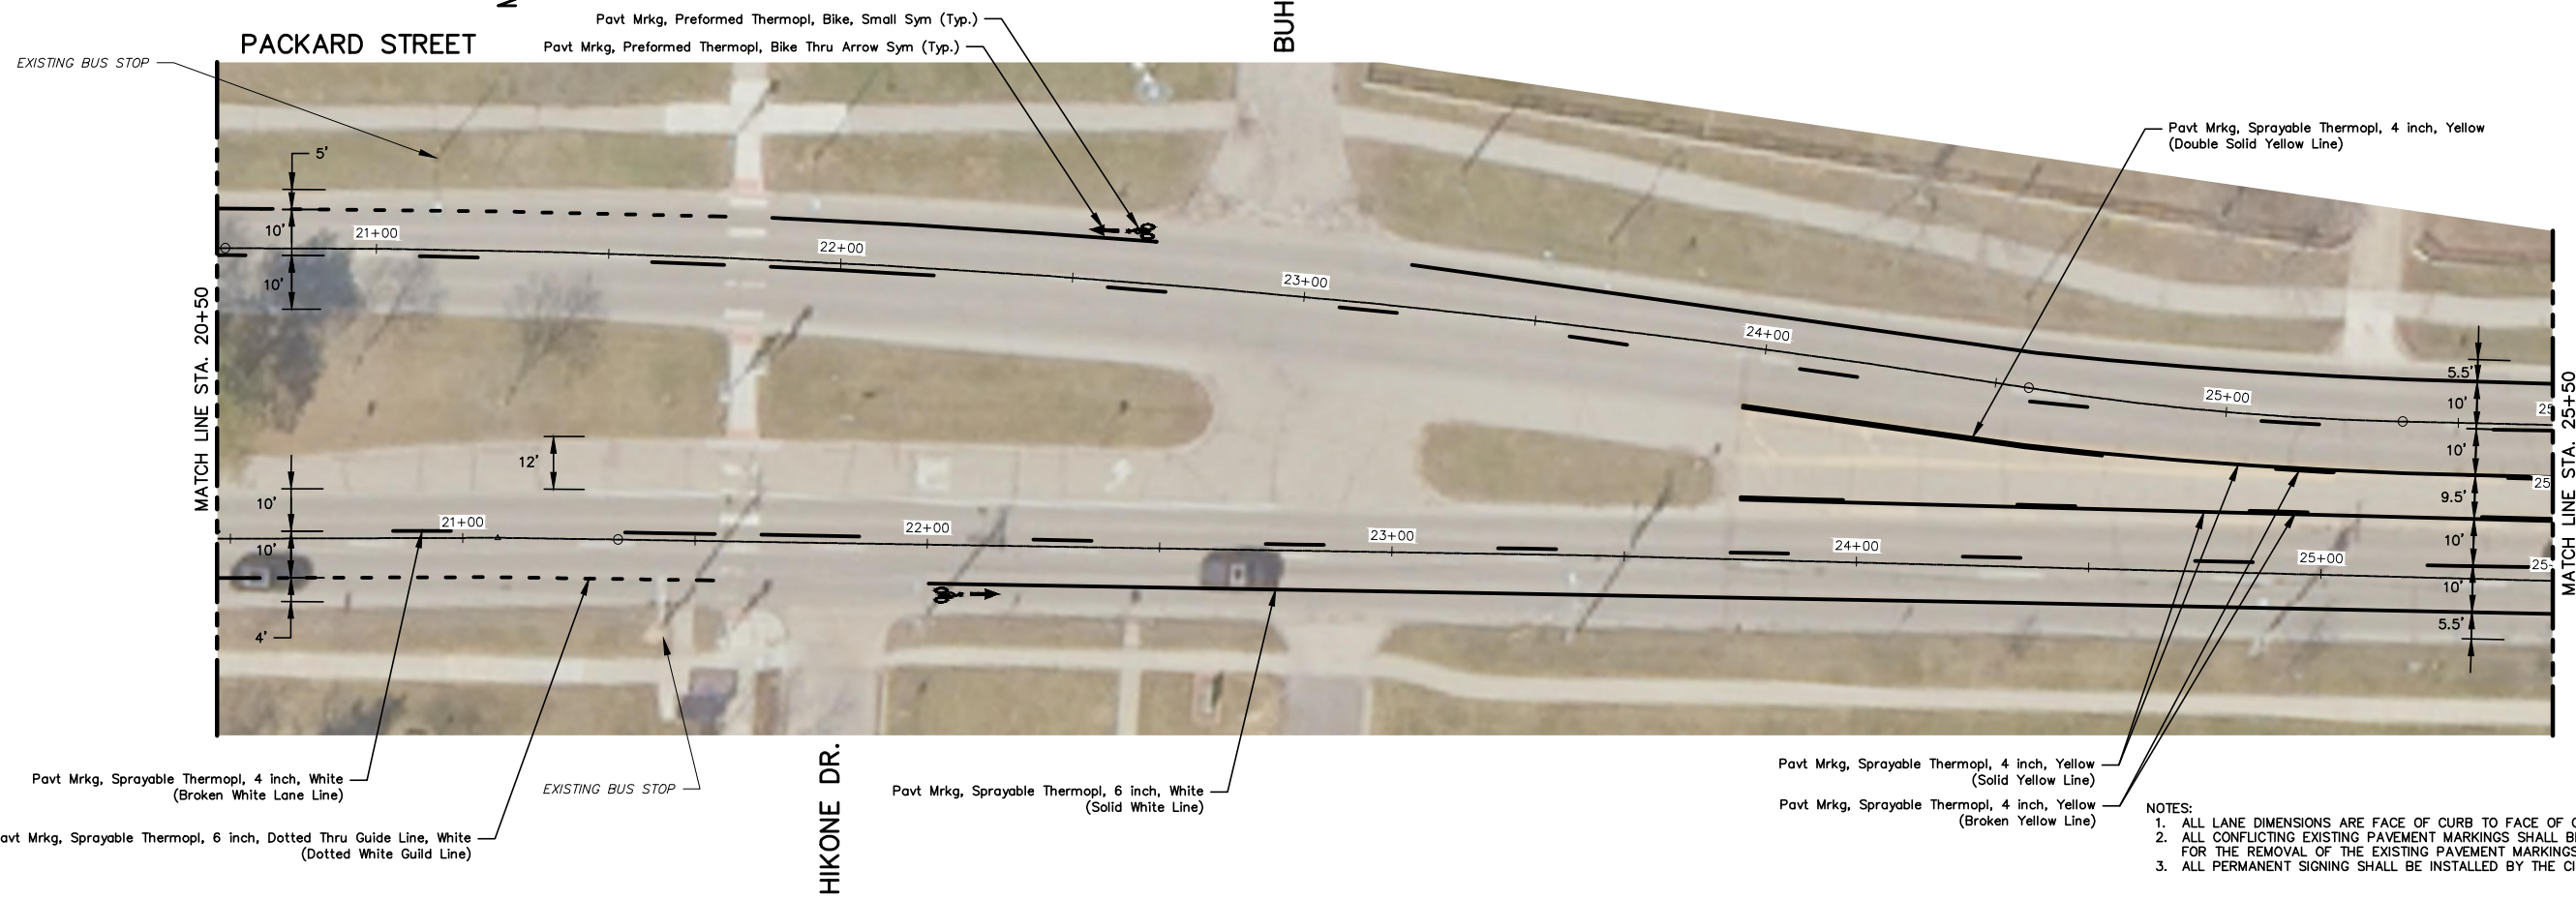 Pavt Mrkg, Preformed Thermopl, Bike, Small Sym (Typ.)
Pavt Mrkg, Preformed Thermopl, Bike Thru Arrow Sym (Typ.)
PACKARD STREET
BUH
EXISTING BUS STOP
Pavt Mrkg, Sprayable Thermopl, 4 inch, Yellow
(Double Solid Yellow Line)
5'
10'
10'
21+00
22+00
23+00
24+00
25+00
25
MATCH LINE STA. 20+50
MATCH LINE STA. 25+50
5.5'
10'
10'
9.5'
10'
10'
5.5'
25
25
12'
10'
10'
4'
21+00
22+00
23+00
24+00
25+00
Pavt Mrkg, Sprayable Thermopl, 4 inch, White
(Broken White Lane Line)
EXISTING BUS STOP
avt Mrkg, Sprayable Thermopl, 6 inch, Dotted Thru Guide Line, White
(Dotted White Guild Line)
HIKONE DR.
Pavt Mrkg, Sprayable Thermopl, 6 inch, White
(Solid White Line)
Pavt Mrkg, Sprayable Thermopl, 4 inch, Yellow
(Solid Yellow Line)
Pavt Mrkg, Sprayable Thermopl, 4 inch, Yellow
(Broken Yellow Line)
NOTES:
1. ALL LANE DIMENSIONS ARE FACE OF CURB TO FACE OF
2. ALL CONFLICTING EXISTING PAVEMENT MARKINGS SHALL
FOR THE REMOVAL OF THE EXISTING PAVEMENT MARKINGS
3. ALL PERMANENT SIGNING SHALL BE INSTALLED BY THE